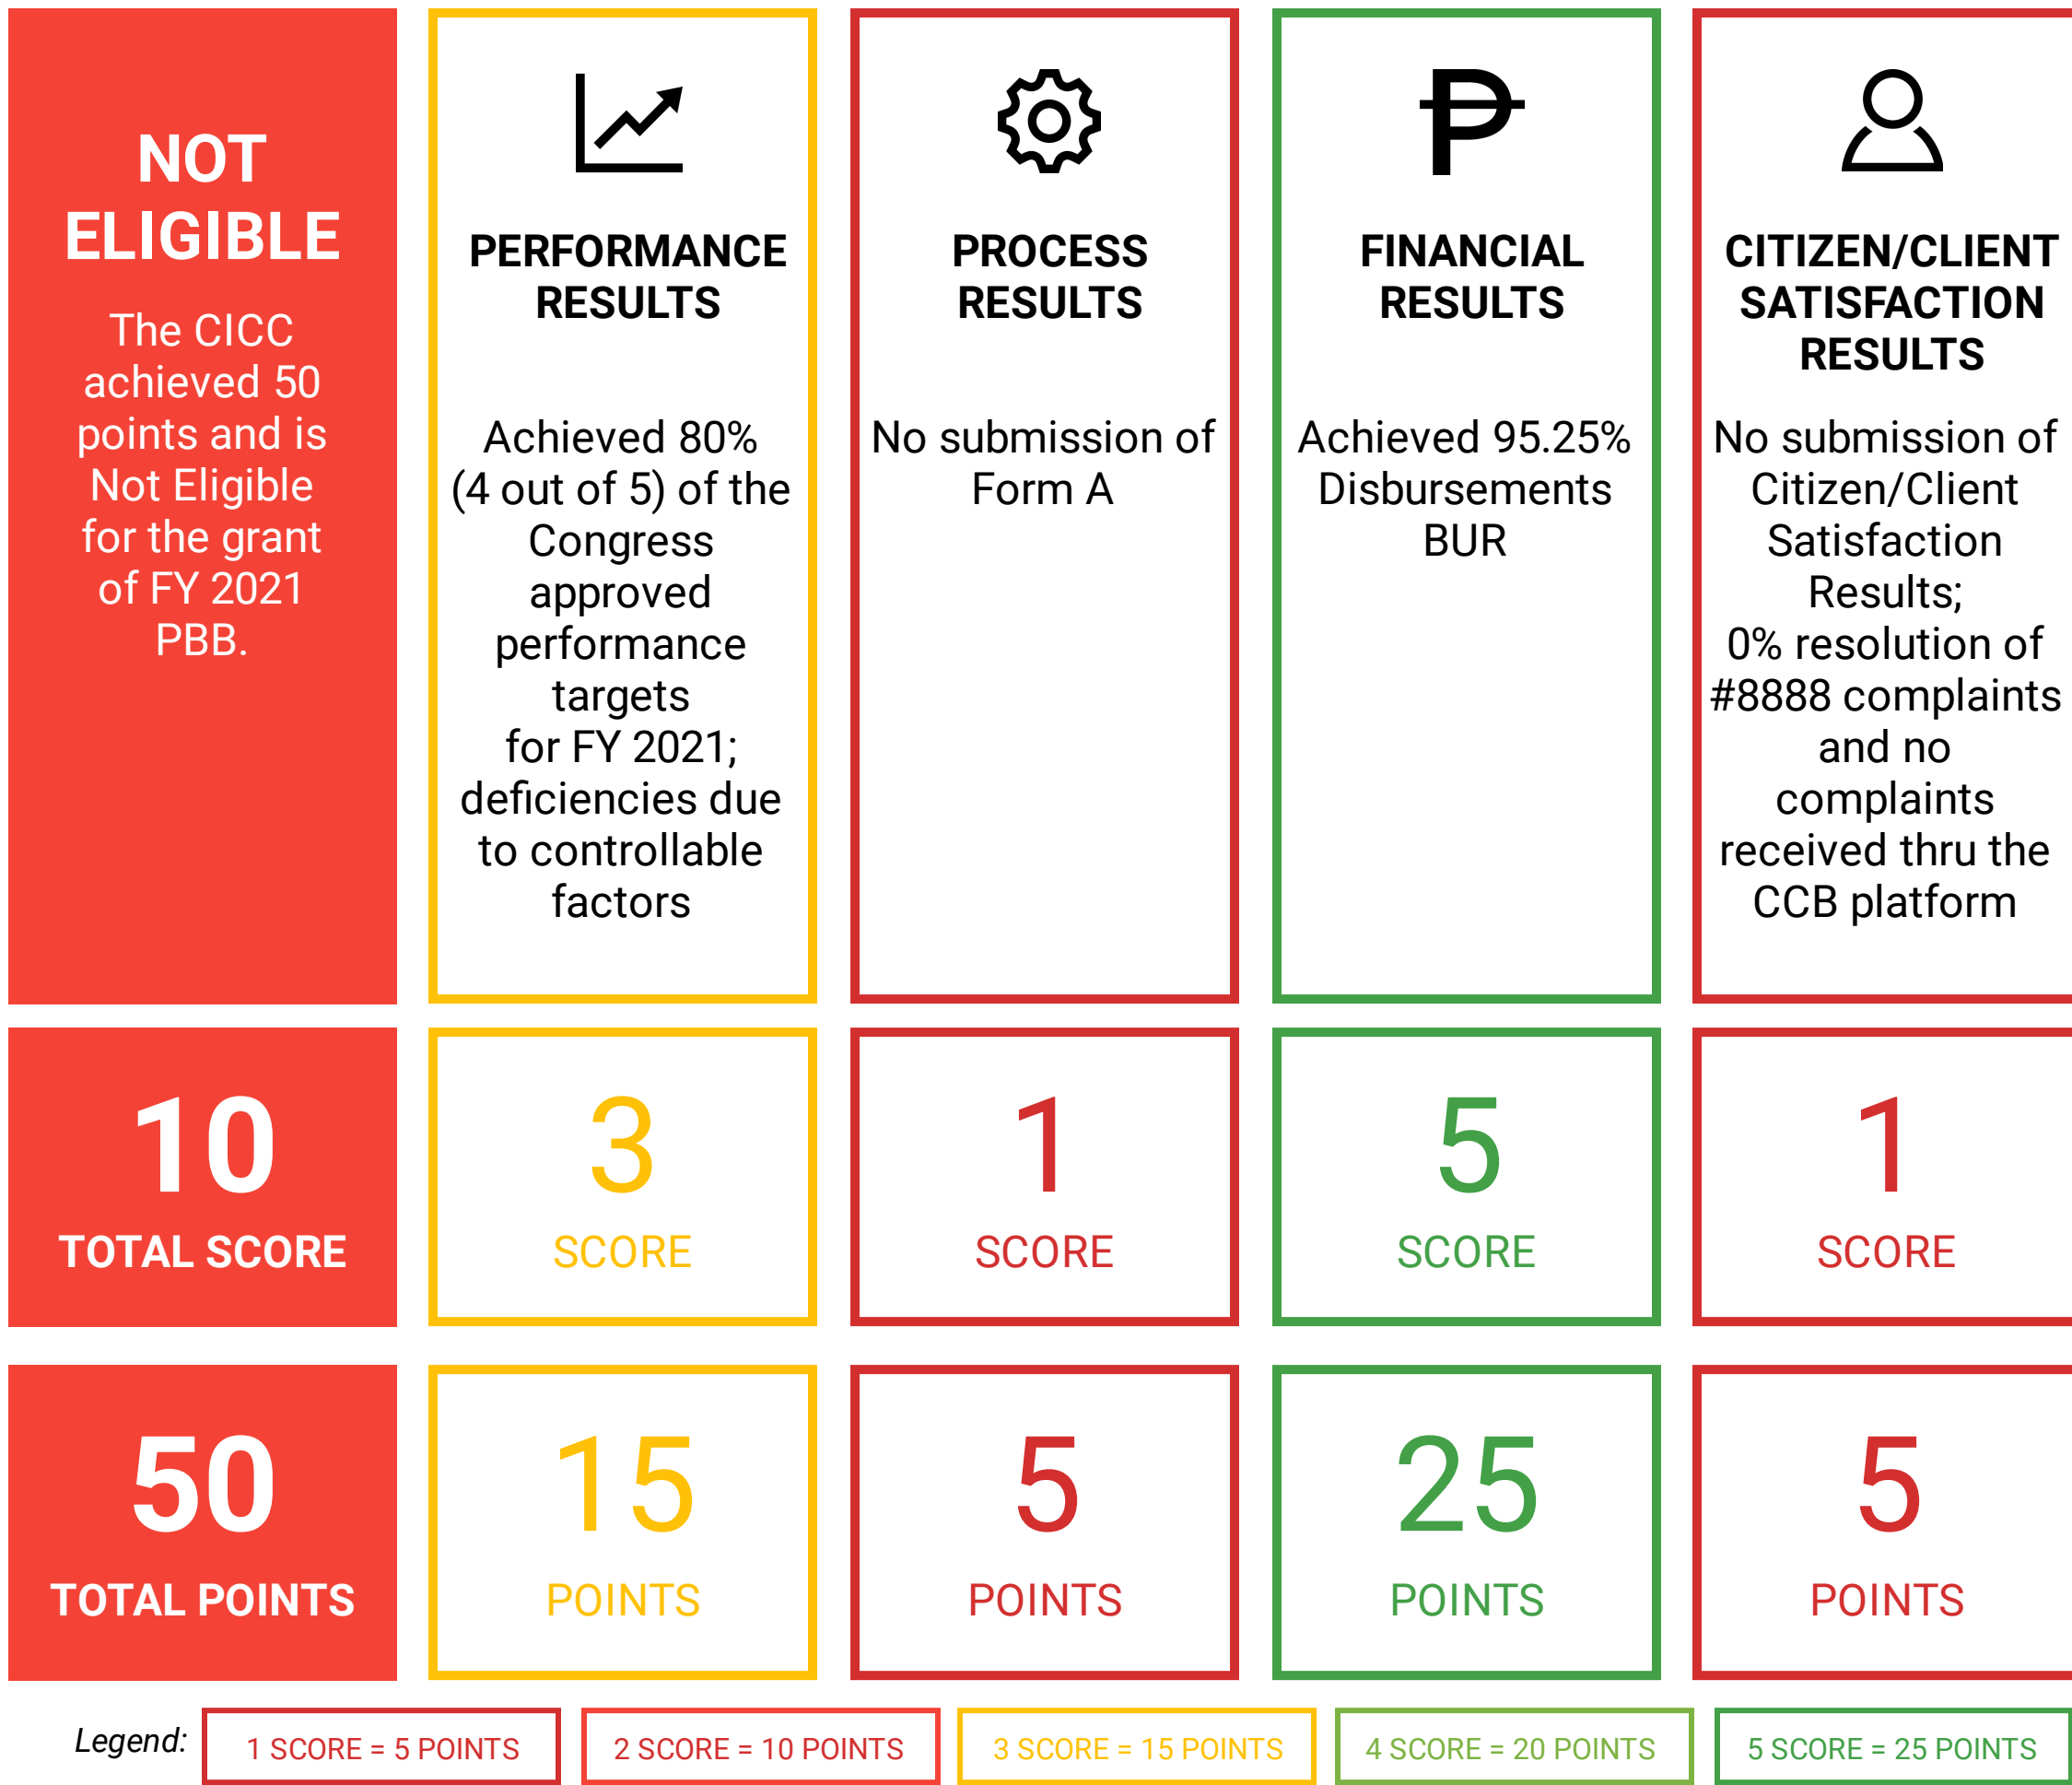 NOT
ELIGIBLE
The CICC
achieved 50
points and is
Not Eligible
for the grant
of FY 2021
PBB.
PERFORMANCE
RESULTS
Achieved 80%
(4 out of 5) of the
Congress
approved
performance
targets
for FY 2021;
deficiencies due
to controllable
factors
PROCESS
RESULTS
No submission of
Form A
₱
FINANCIAL
RESULTS
Achieved 95.25%
Disbursements
BUR
CITIZEN/CLIENT
SATISFACTION
RESULTS
No submission of
Citizen/Client
Satisfaction
Results;
0% resolution of
#8888 complaints
and no
complaints
received thru the
CCB platform
10
TOTAL SCORE
3
SCORE
1
SCORE
5
SCORE
1
SCORE
50
TOTAL POINTS
15
POINTS
5
POINTS
25
POINTS
5
POINTS
Legend:
1 SCORE = 5 POINTS
2 SCORE = 10 POINTS
3 SCORE = 15 POINTS
4 SCORE = 20 POINTS
5 SCORE = 25 POINTS